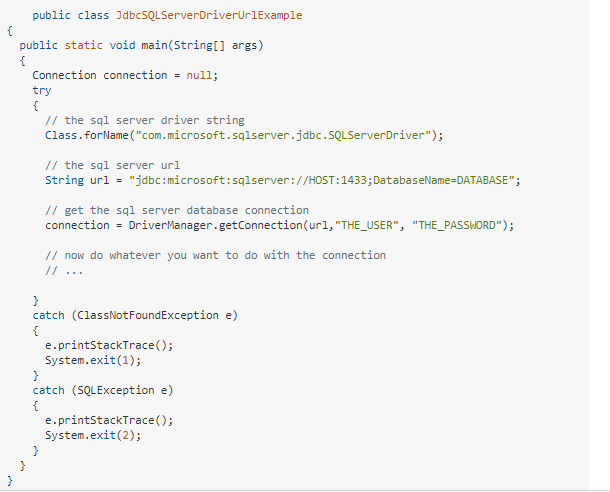 public class JdbcSQLServerDriverUrlExample
{
public static void main(String[] args)
{
Connection connection = null;
try
{
// the sql server driver string
Class.forName("com.microsoft.sqlserver.jdbc.SQLServerDriver");
// the sql server url
String url = "jdbc:microsoft:sqlserver://HOST:1433;DatabaseName=DATABASE";
// get the sql server database connection
connection = DriverManager.getConnection(url,"THE_USER", "THE_PASSWORD");
// now do whatever you want to do with the connection
// ...
}
catch (ClassNotFoundException e)
{
e.printStackTrace();
System.exit(1);
}
catch (SQLException e)
{
e.printStackTrace();
System.exit(2);
}
}
}